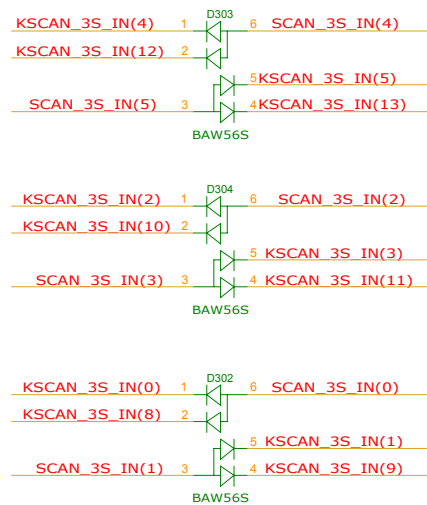 D303
KSCAN_3S_IN(4) 1 6 SCAN_3S_IN(4)
KSCAN_3S_IN(12) 2
5 KSCAN_3S_IN(5)
SCAN_3S_IN(5) 3 4 KSCAN_3S_IN(13)
BAW56S
D304
KSCAN_3S_IN(2) 1 6 SCAN_3S_IN(2)
KSCAN_3S_IN(10) 2
5 KSCAN_3S_IN(3)
SCAN_3S_IN(3) 3 4 KSCAN_3S_IN(11)
BAW56S
D302
KSCAN_3S_IN(0) 1 6 SCAN_3S_IN(0)
KSCAN_3S_IN(8) 2
5 KSCAN_3S_IN(1)
SCAN_3S_IN(1) 3 4 KSCAN_3S_IN(9)
BAW56S